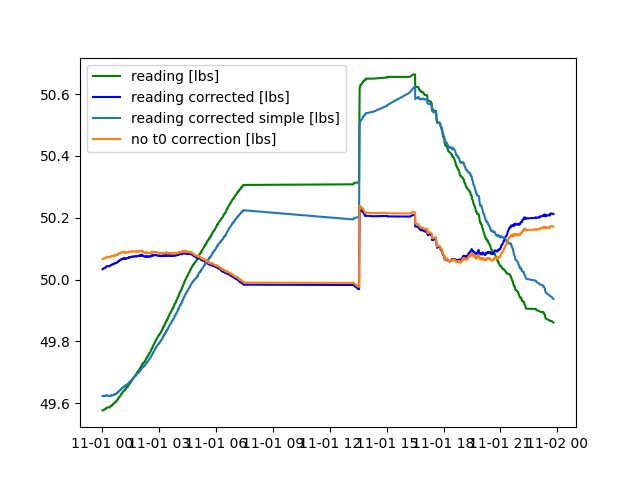 reading [lbs]
reading corrected [lbs]
reading corrected simple [lbs]
no t0 correction [lbs]
50.6
50.4
50.2
50.0
49.8
49.6
11-01 00 11-01 03 11-01 06 11-01 09 11-01 12 11-01 15 11-01 18 11-01 21 11-02 00